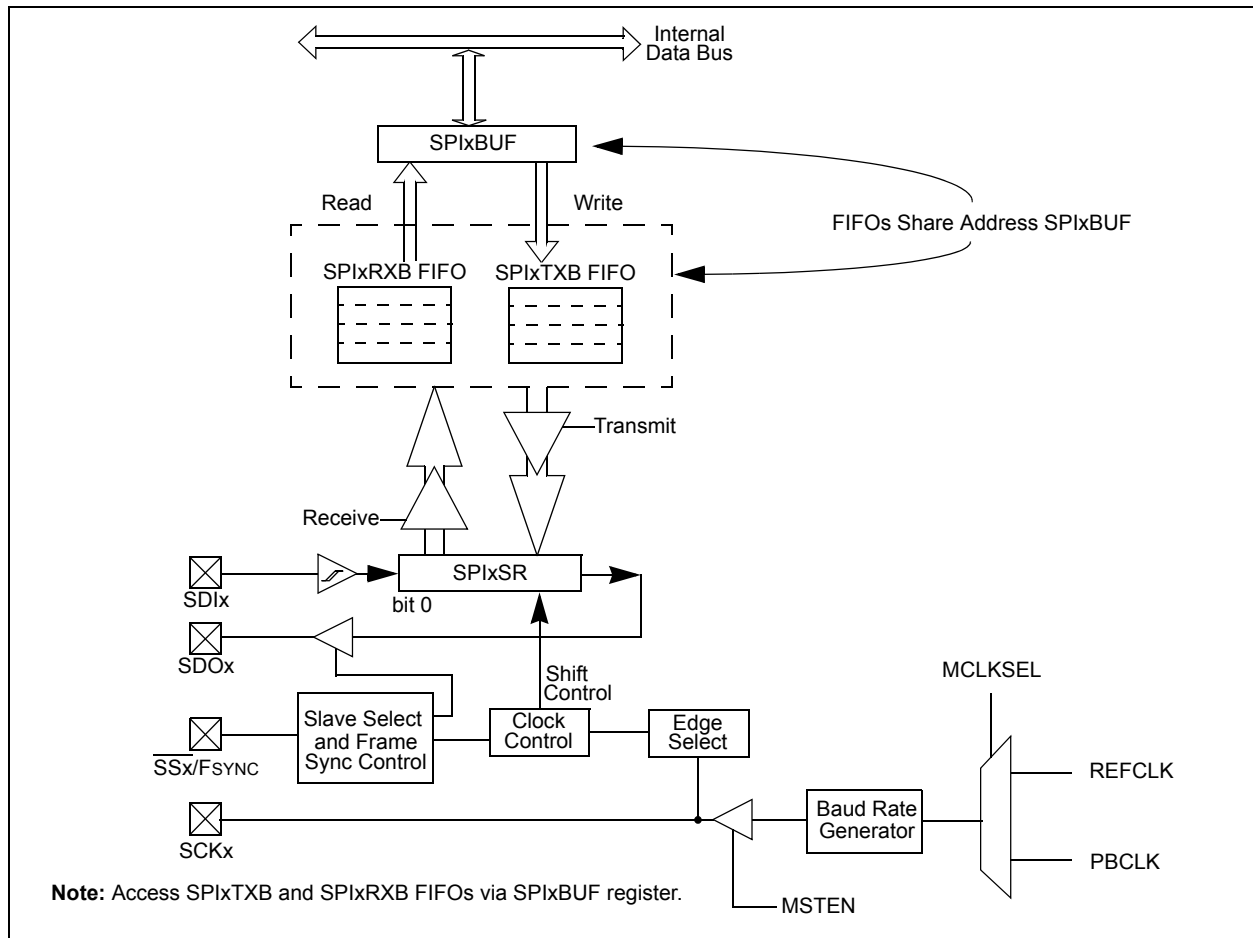 Internal
Data Bus
SPIxBUF
Read
Write
FIFOs Share Address SPIxBUF
SPIxRXB FIFO
SPIxTXB FIFO
Transmit
Receive
SPIxSR
SDIx
bit 0
SDOx
Shift
Control
MCLKSEL
Slave Select
and Frame
Sync Control
Clock
Control
Edge
Select
SSx/FSYNC
REFCLK
Baud Rate
Generator
SCKx
PBCLK
Note: Access SPIxTXB and SPIxRXB FIFOs via SPIxBUF register.
MSTEN